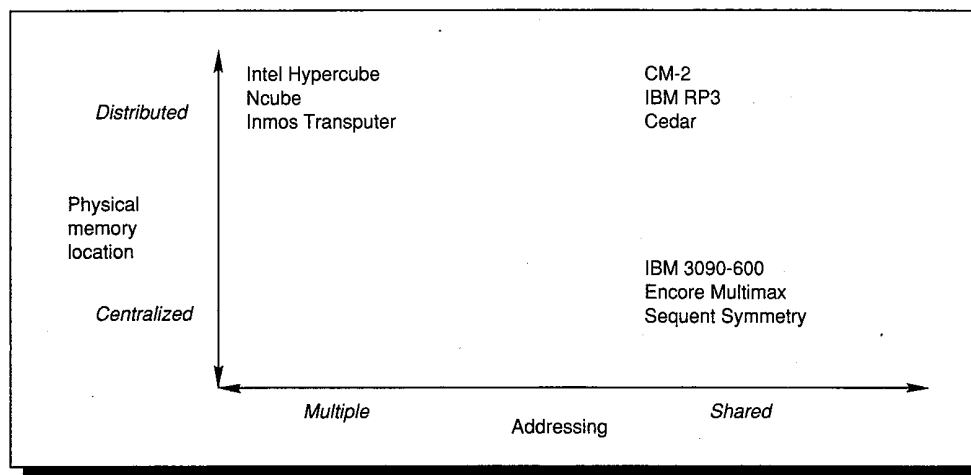 Intel Hypercube
Ncube
Inmos Transputer
CM-2
IBM RP3
Cedar
Distributed
Physical
memory
location
IBM 3090-600
Encore Multimax
Sequent Symmetry
Centralized
Multiple
Shared
Addressing